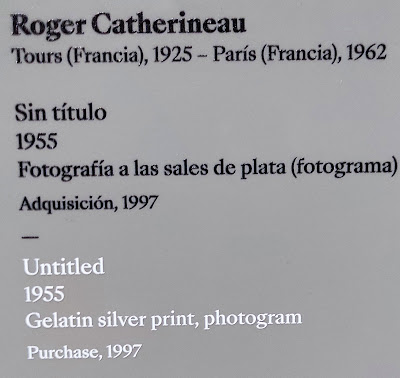 Roger Catherineau
Tours (Francia), 1925 – París (Francia), 1962
Sin título
1955
Fotografía a las sales de plata (fotograma)
Adquisición, 1997
—
Untitled
1955
Gelatin silver print, photogram
Purchase, 1997